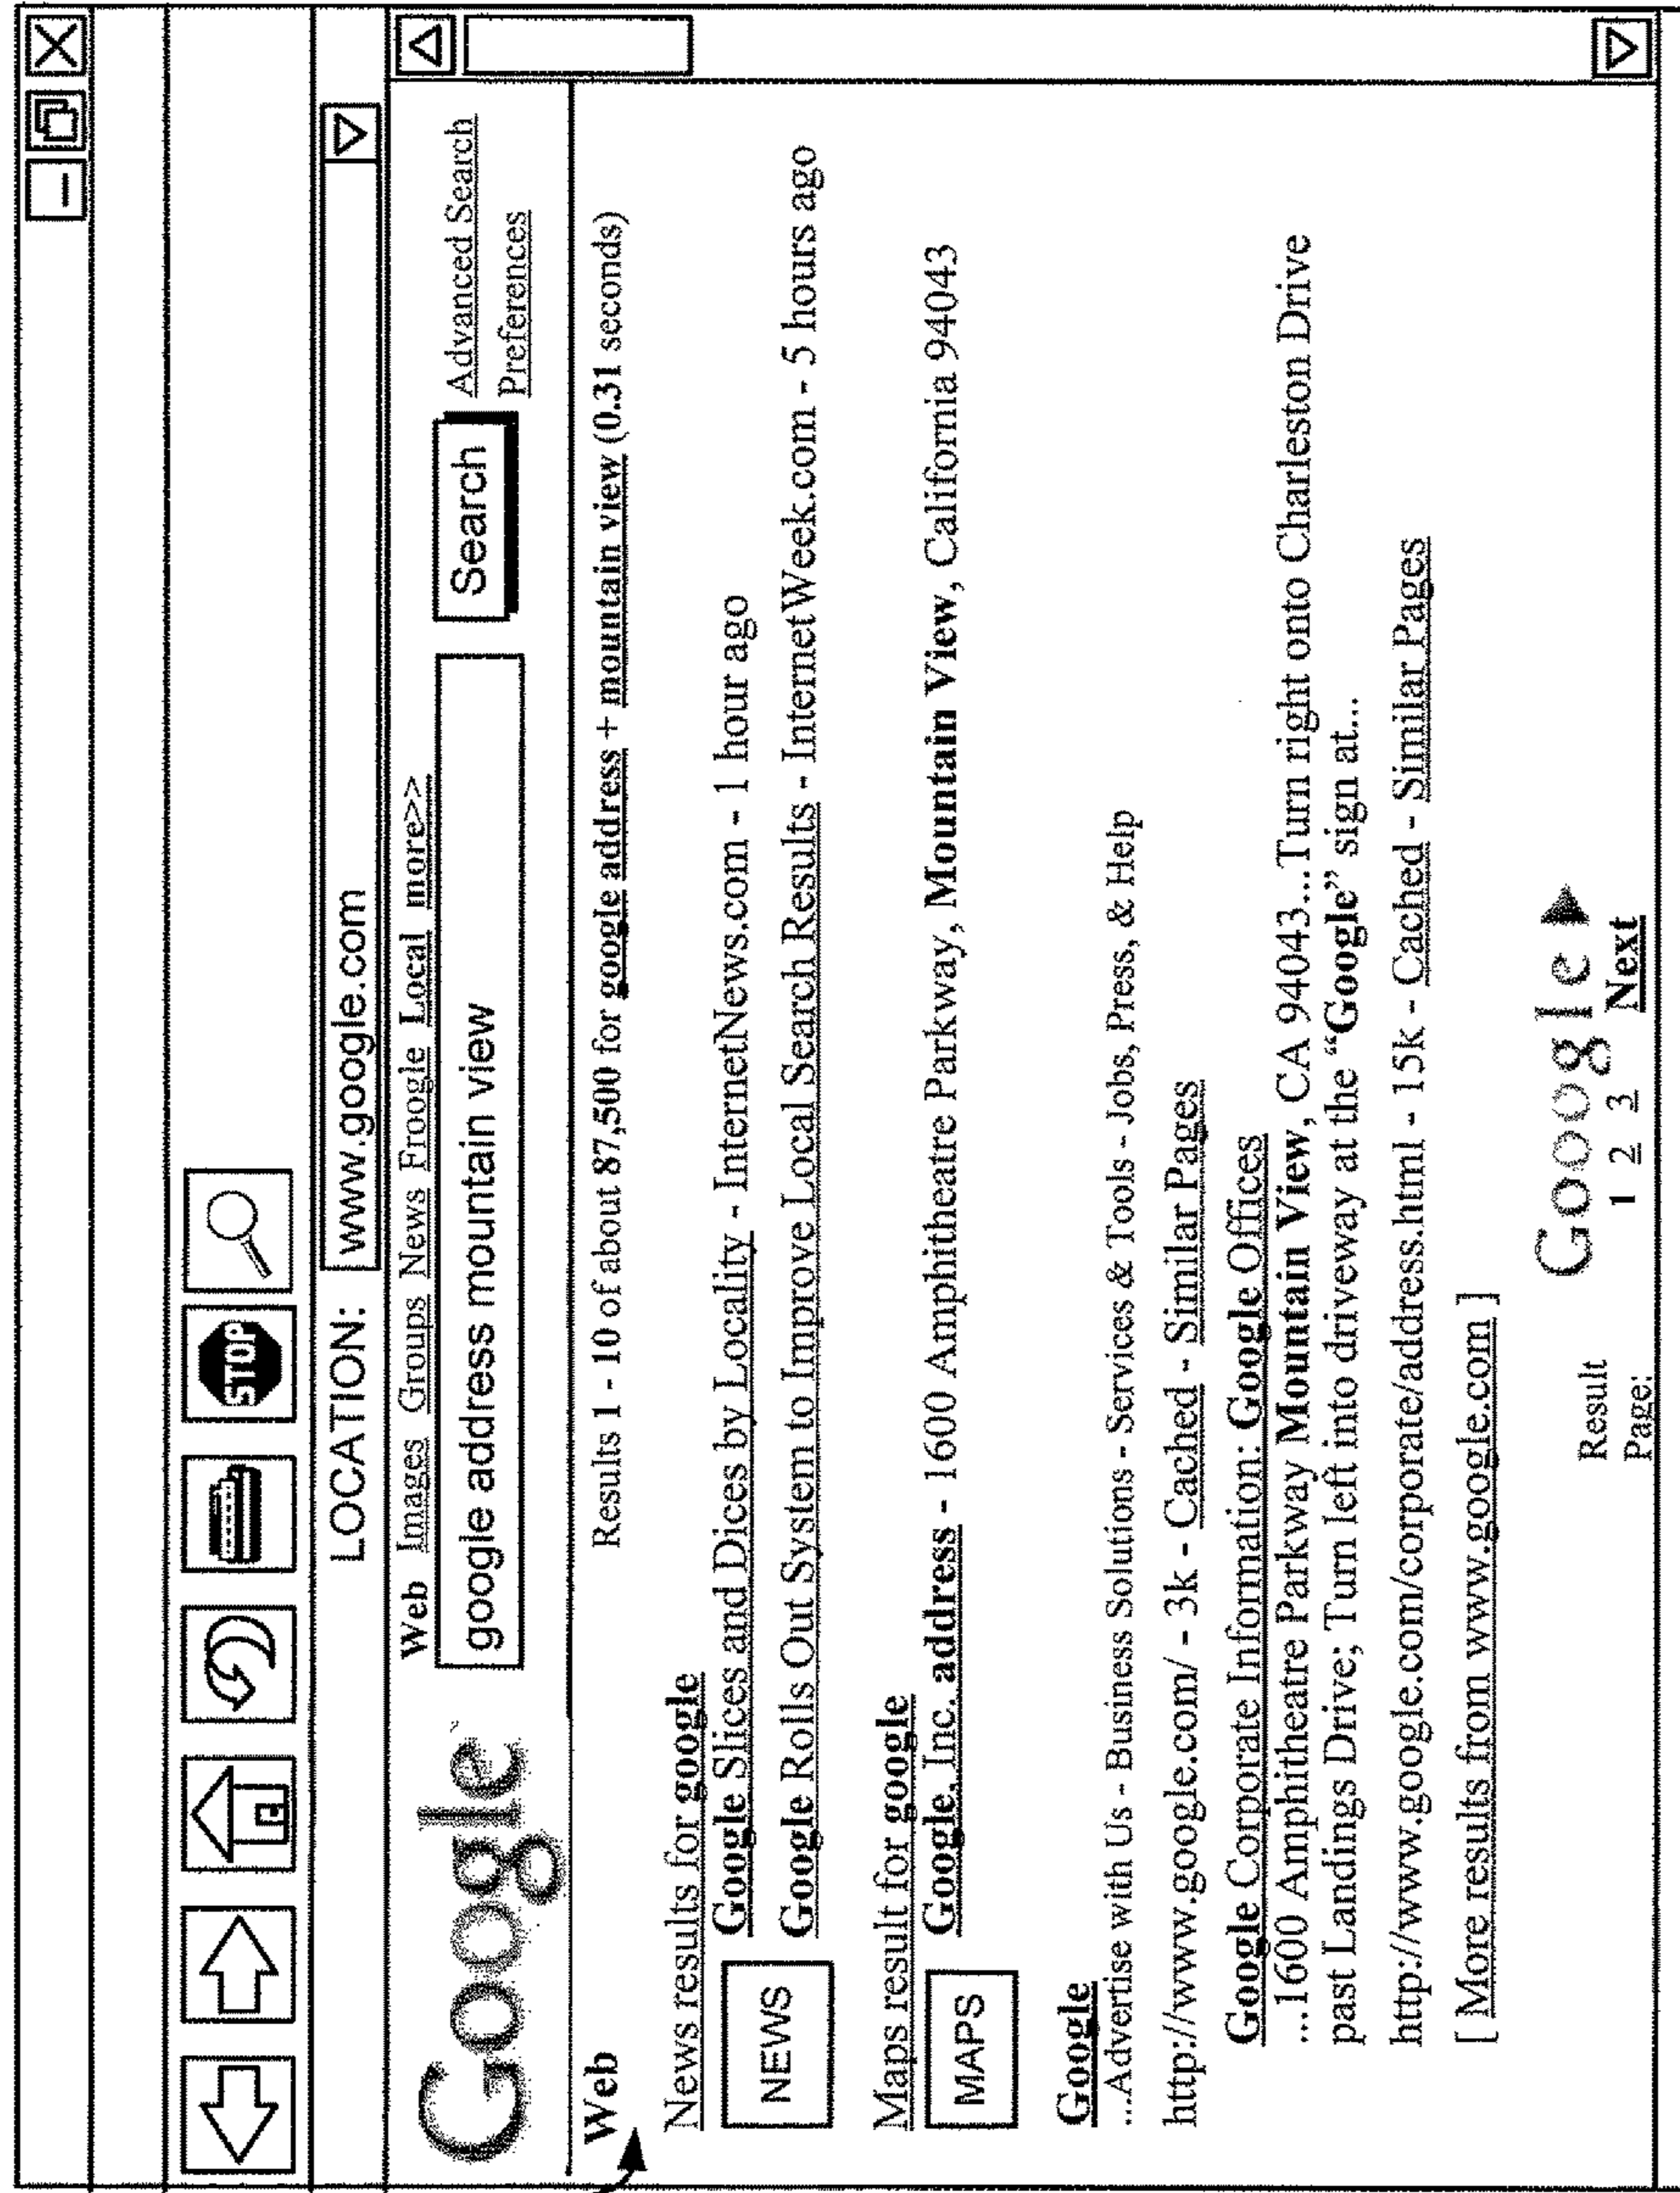 STOP
LOCATION: www.google.com
Google
Web Images Groups News Froogle Local more>>
google address mountain view
Search
Advanced Search
Preferences
Web
Results 1 - 10 of about 87,500 for google address + mountain view (0.31 seconds)
News results for google
NEWS
Google Slices and Dices by Locality - InternetNews.com - 1 hour ago
Google Rolls Out System to Improve Local Search Results - InternetWeek.com - 5 hours ago
Maps result for google
MAPS
Google, Inc. address - 1600 Amphitheatre Parkway, Mountain View, California 94043
Google
...Advertise with Us - Business Solutions - Services & Tools - Jobs, Press, & Help
http://www.google.com/ - 3k - Cached - Similar Pages
Google Corporate Information: Google Offices
...1600 Amphitheatre Parkway Mountain View, CA 94043...Turn right onto Charleston Drive
past Landings Drive; Turn left into driveway at the “Google” sign at...
http://www.google.com/corporate/address.html - 15k - Cached - Similar Pages
[ More results from www.google.com ]
Gooogle
Result
Page:
1 2 3 Next